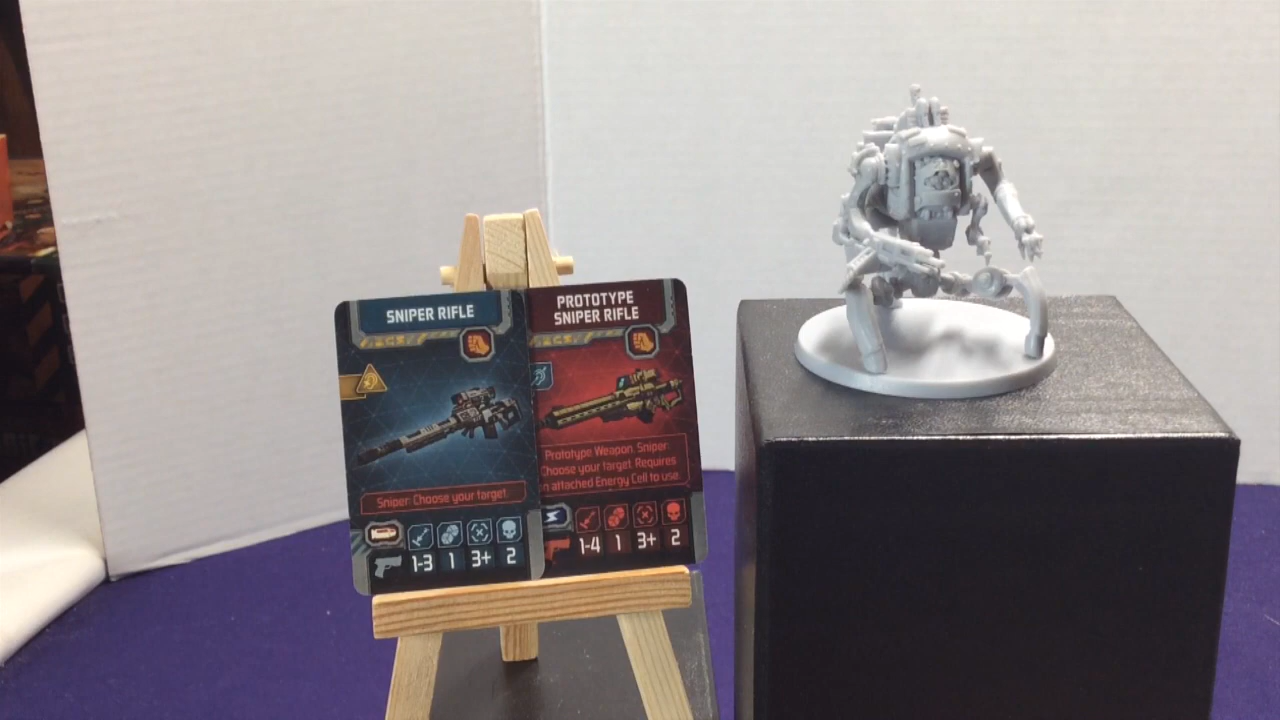 SNIPER RIFLE
Sniper: Choose your target.
1-3 1 3+ 2
PROTOTYPE
SNIPER RIFLE
Prototype Weapon. Sniper:
Choose your target. Requires
n attached Energy Cell to use.
1-4 1 3+ 2